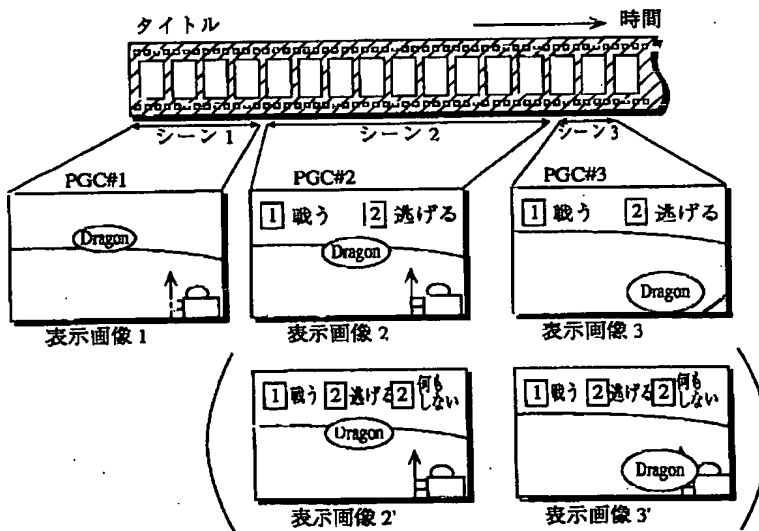 タイトル
時間
シーン1
シーン2
シーン3
PGC#1
PGC#2
PGC#3
Dragon
1 戦う 2 逃げる
Dragon
1 戦う 2 逃げる
Dragon
表示画像1
表示画像2
表示画像3
1 戦う 2 逃げる 2 何もしない
Dragon
1 戦う 2 逃げる 2 何もしない
Dragon
表示画像2'
表示画像3'